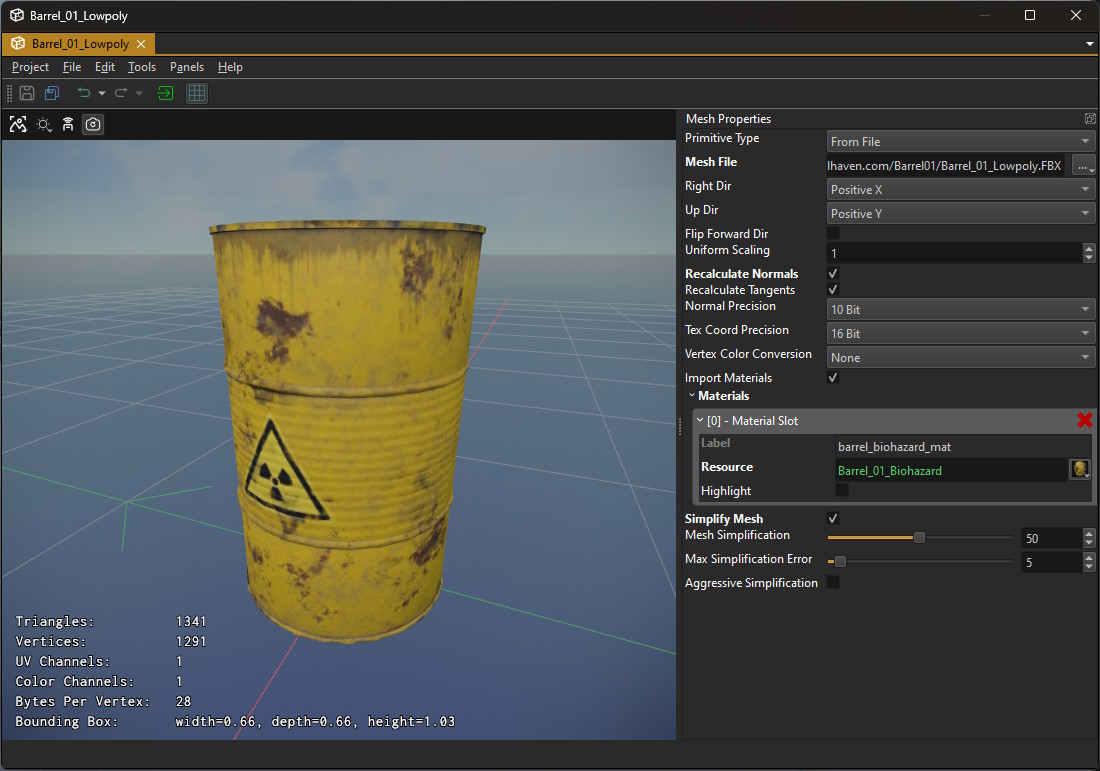 Barrel_01_Lowpoly
Barrel_01_Lowpoly
Project File Edit Tools Panels Help
Mesh Properties
Primitive Type From File
Mesh File lhaven.com/Barrel01/Barrel_01_Lowpoly.FBX ...
Right Dir Positive X
Up Dir Positive Y
Flip Forward Dir
Uniform Scaling 1
Recalculate Normals
Recalculate Tangents
Normal Precision 10 Bit
Tex Coord Precision 16 Bit
Vertex Color Conversion None
Import Materials
Materials
[0] - Material Slot
Label barrel_biohazard_mat
Resource Barrel_01_Biohazard
Highlight
Simplify Mesh
Mesh Simplification 50
Max Simplification Error 5
Aggressive Simplification
Triangles: 1341
Vertices: 1291
UV Channels: 1
Color Channels: 1
Bytes Per Vertex: 28
Bounding Box: width=0.66, depth=0.66, height=1.03